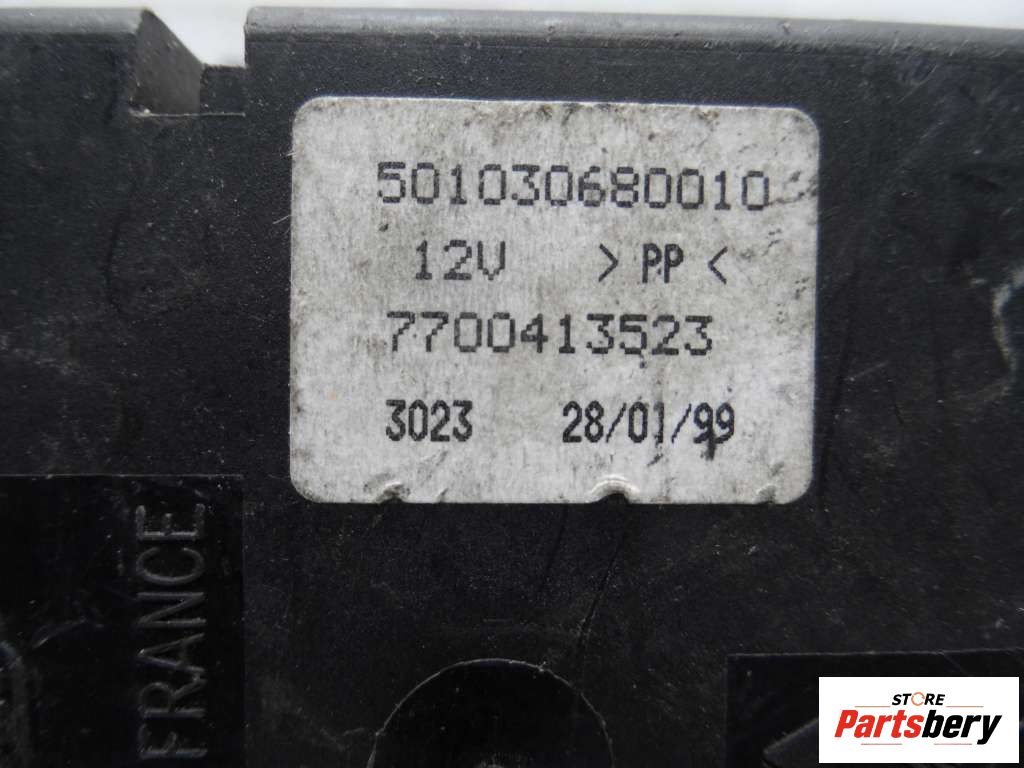 501030680010
12V >PP<
7700413523
3023 28/01/99
FRANCE
STORE
Partsbery